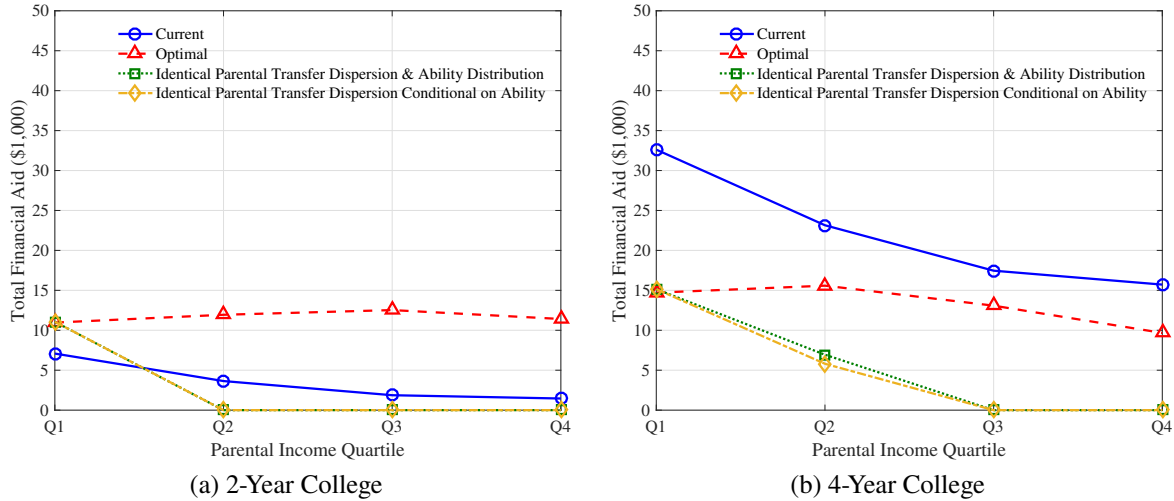 50
45
40
35
30
25
20
15
10
5
0
Total Financial Aid ($1,000)
Current
Optimal
Identical Parental Transfer Dispersion & Ability Distribution
Identical Parental Transfer Dispersion Conditional on Ability
Q1
Q2
Q3
Q4
Parental Income Quartile
(a) 2-Year College
50
45
40
35
30
25
20
15
10
5
0
Total Financial Aid ($1,000)
Current
Optimal
Identical Parental Transfer Dispersion & Ability Distribution
Identical Parental Transfer Dispersion Conditional on Ability
Q1
Q2
Q3
Q4
Parental Income Quartile
(b) 4-Year College